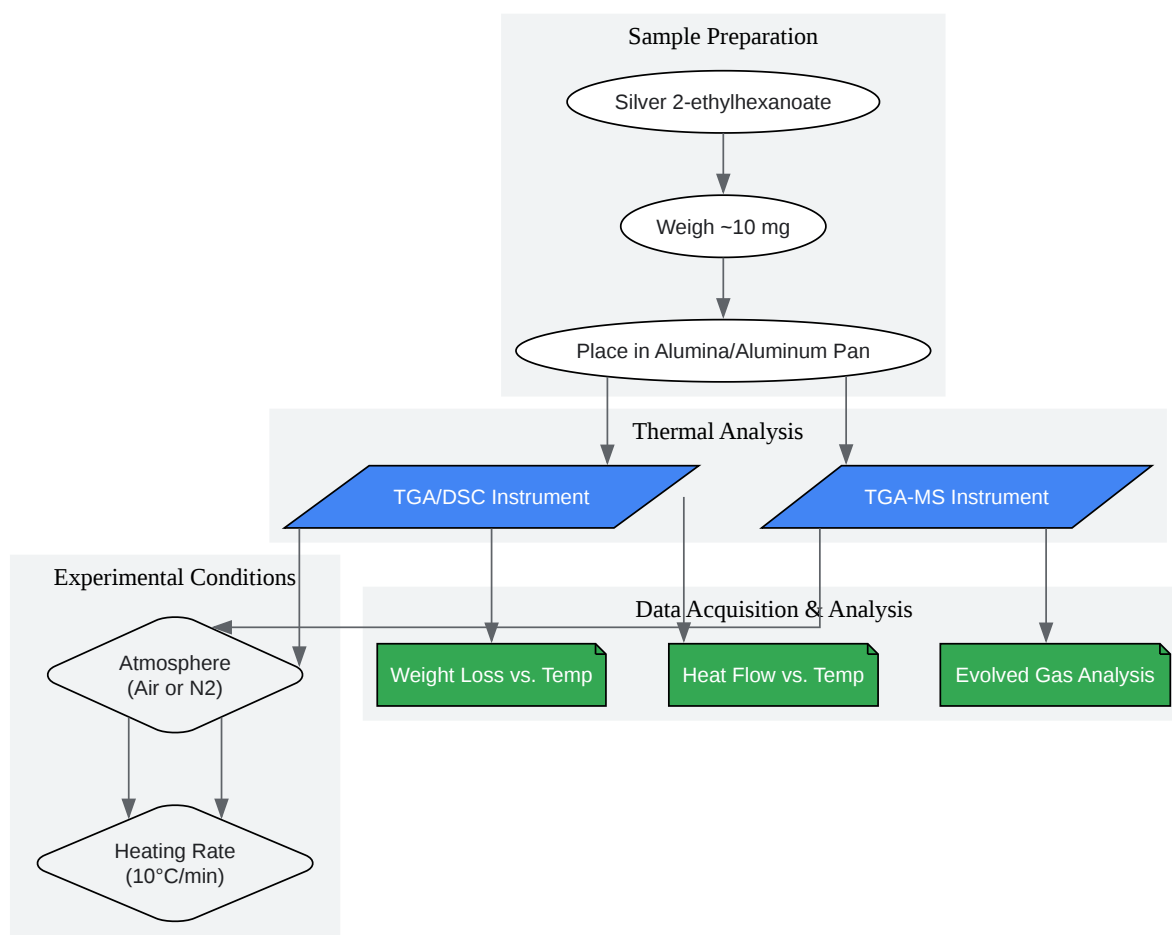 Sample Preparation
Silver 2-ethylhexanoate
Weigh ~10 mg
Place in Alumina/Aluminum Pan
Thermal Analysis
TGA/DSC Instrument
TGA-MS Instrument
Experimental Conditions
Data Acquisition & Analysis
Atmosphere
(Air or N2)
Weight Loss vs. Temp
Heat Flow vs. Temp
Evolved Gas Analysis
Heating Rate
(10°C/min)